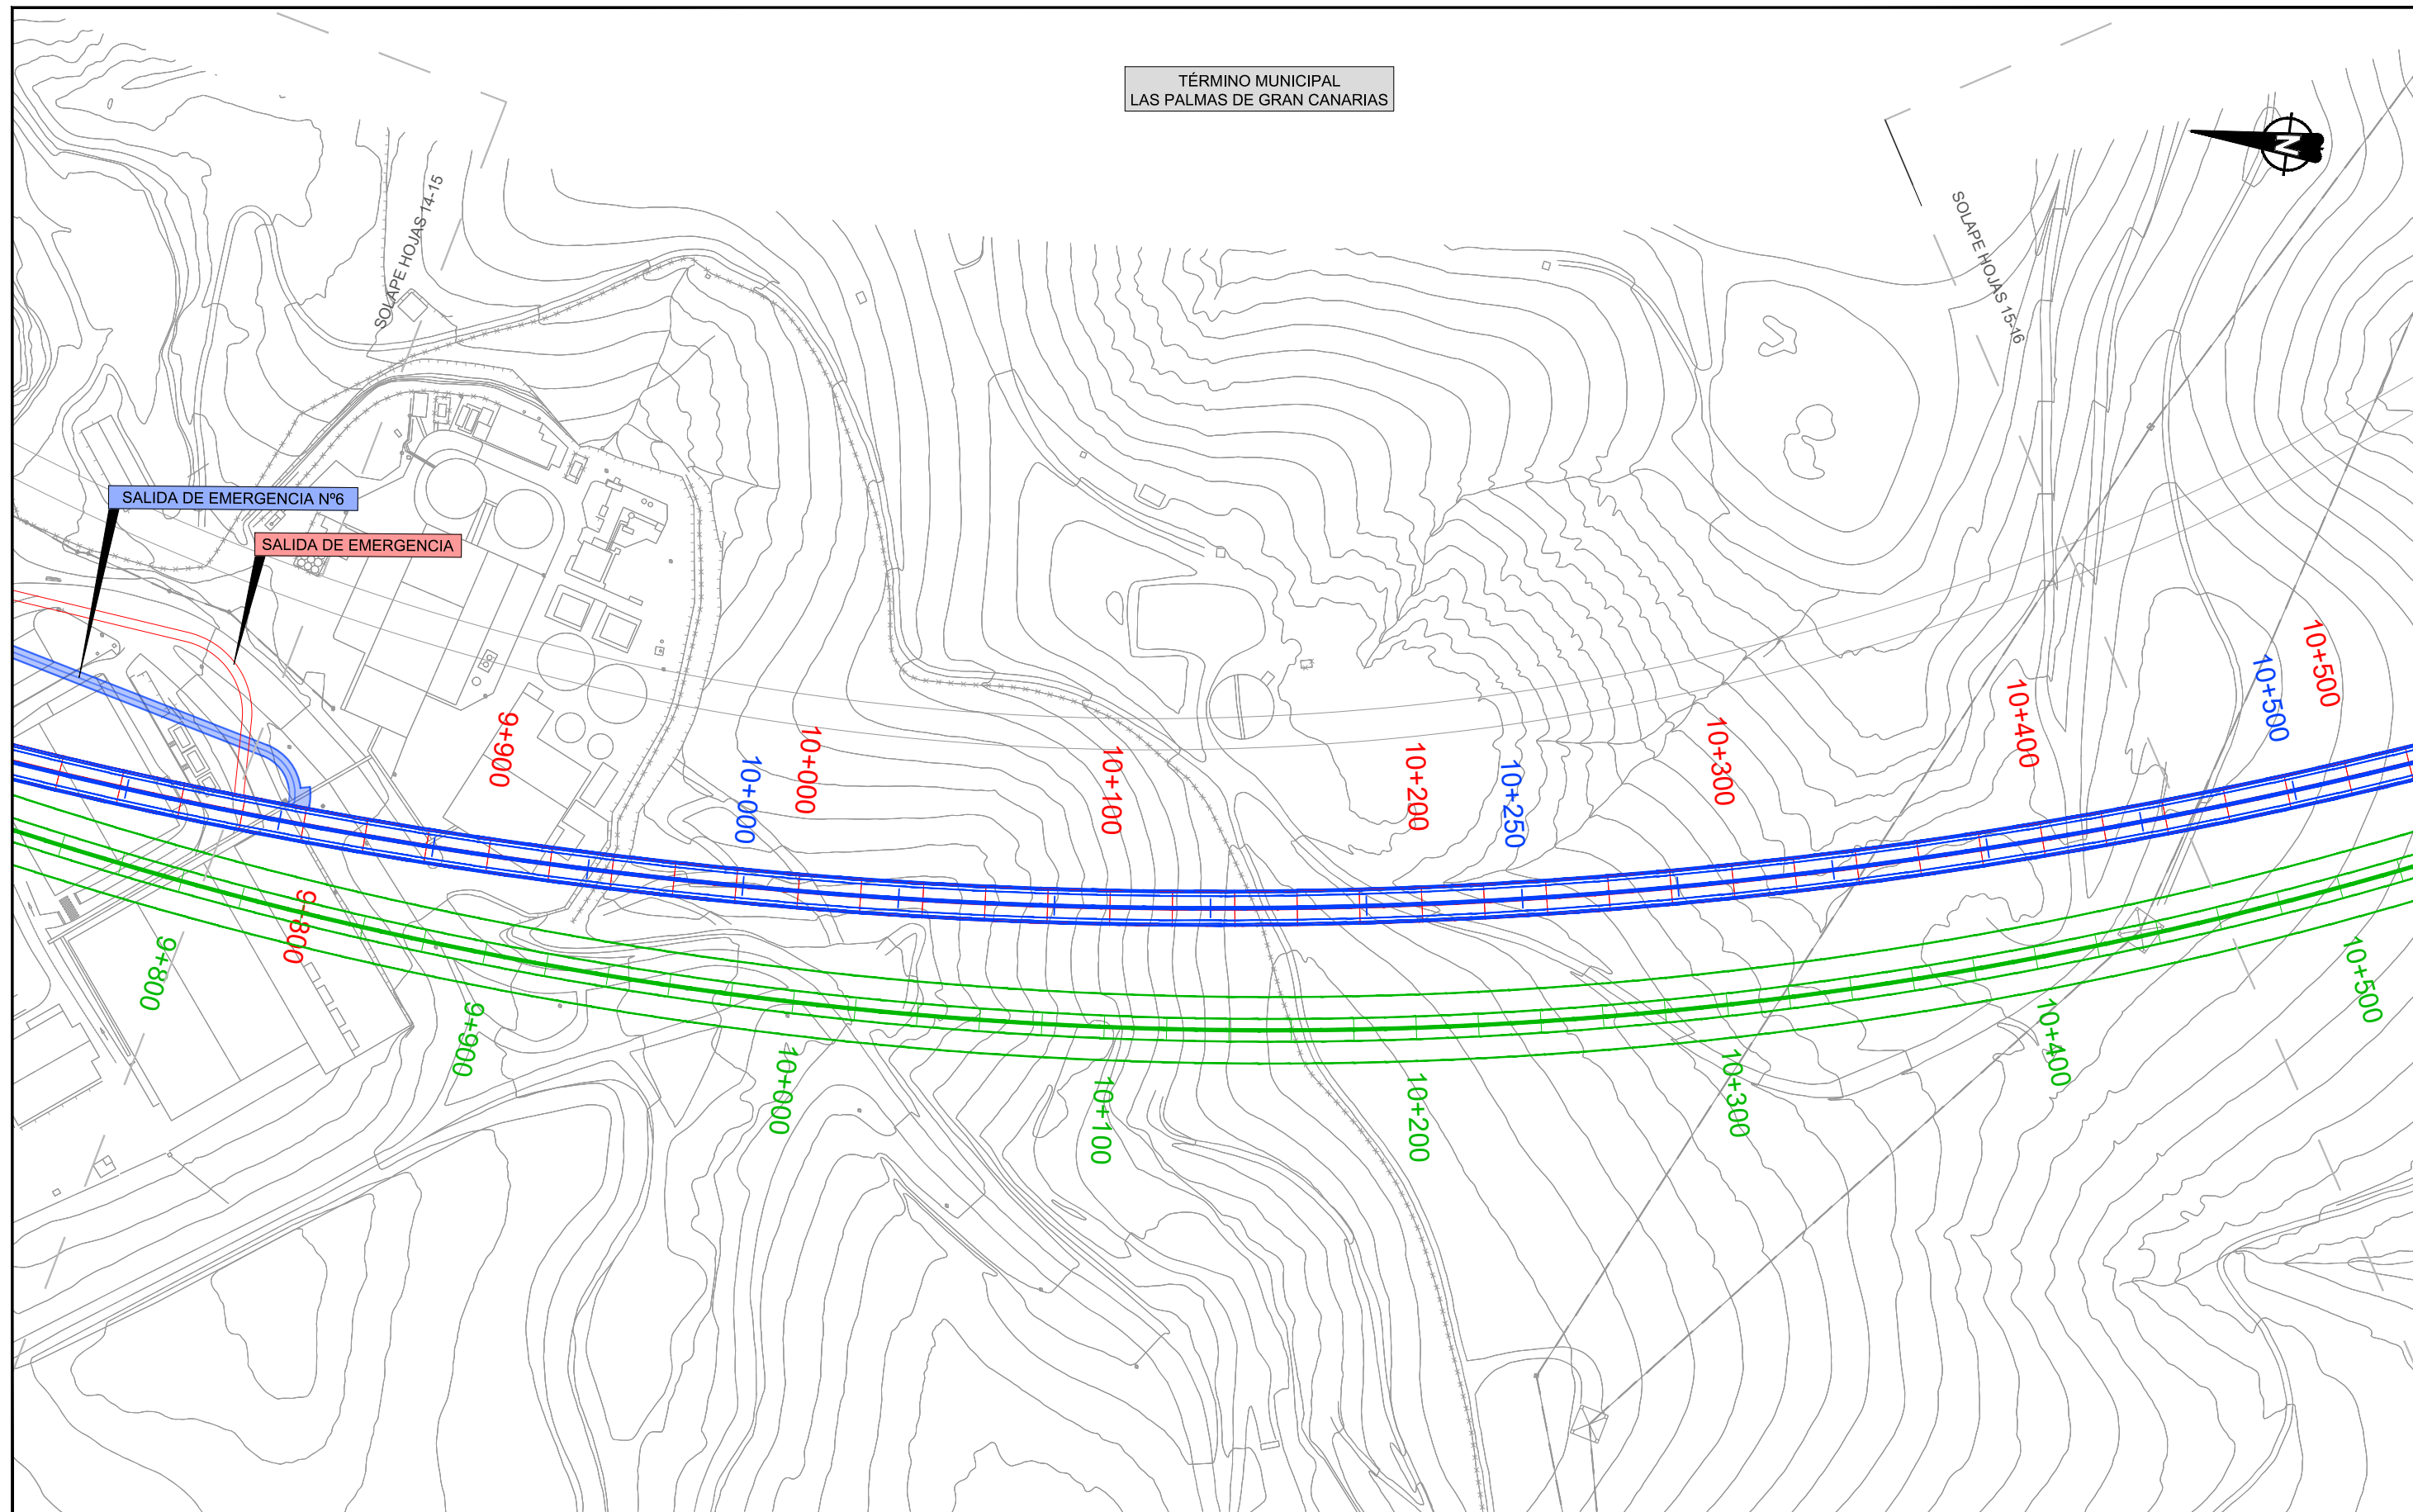 TÉRMINO MUNICIPAL
LAS PALMAS DE GRAN CANARIAS
N
SOLAPE HOJAS 14-15
SOLAPE HOJAS 15-16
SALIDA DE EMERGENCIA Nº6
SALIDA DE EMERGENCIA
9+800
9+900
10+000
10+100
10+200
10+300
10+400
10+500
10+000
10+250
10+500
9+800
9+900
10+000
10+100
10+200
10+300
10+400
10+500